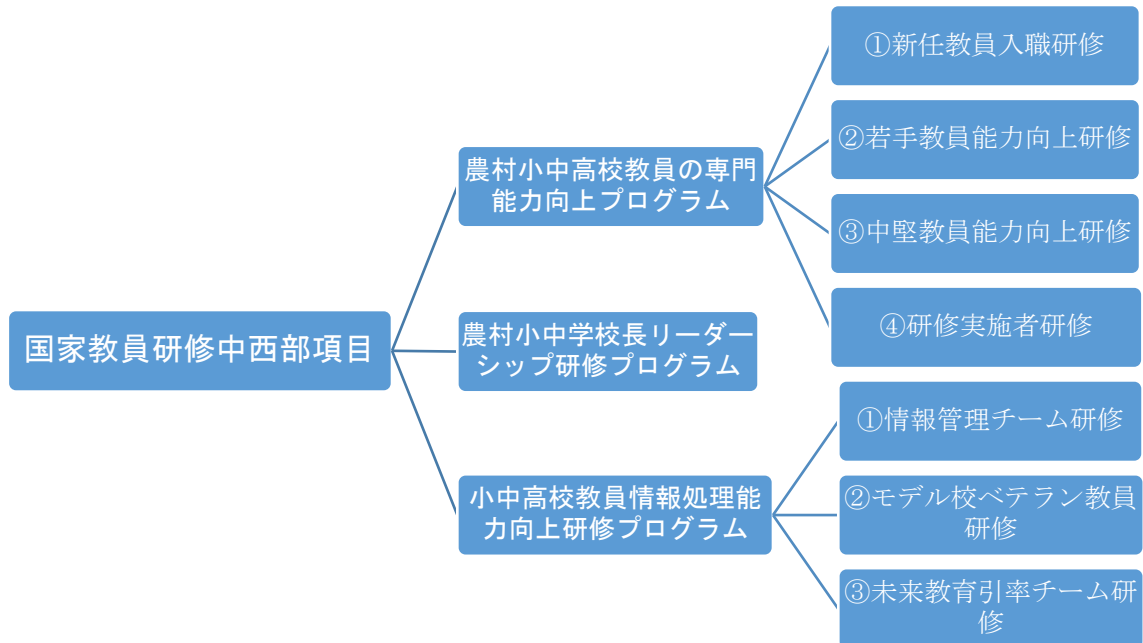 国家教員研修中西部項目
農村小中高校教員の専門
能力向上プログラム
①新任教員入職研修
②若手教員能力向上研修
③中堅教員能力向上研修
④研修実施者研修
農村小中学校長リーダー
シップ研修プログラム
小中高校教員情報処理能
力向上研修プログラム
①情報管理チーム研修
②モデル校ベテラン教員
研修
③未来教育引率チーム研
修